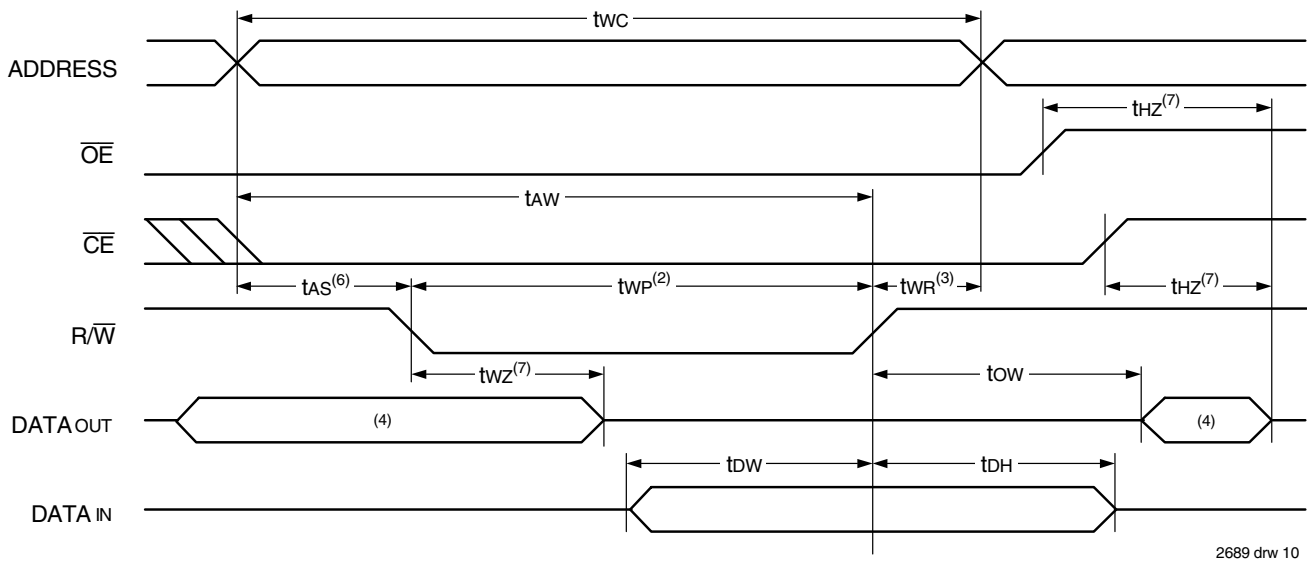 tWC
ADDRESS
tHZ(7)
OE
tAW
CE
tAS(6) tWP(2) tWR(3) tHZ(7)
R/W
tWZ(7) tOW
DATA OUT (4) (4)
tDW tDH
DATA IN
2689 drw 10